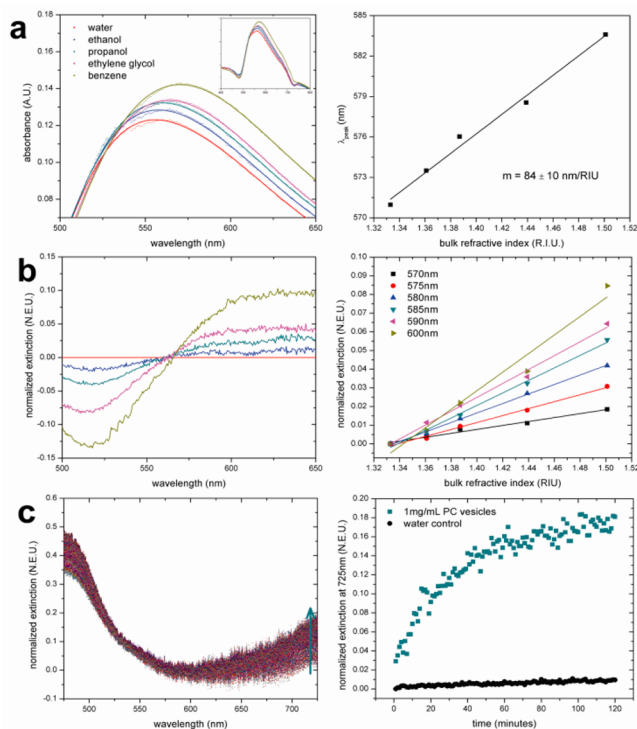 a
water
ethanol
propanol
ethylene glycol
benzene
absorbance (A.U.)
0.14
0.12
0.10
0.08
500 550 600 650
wavelength (nm)
λpeak (nm)
585
582
579
576
573
570
m = 84 ± 10 nm/RIU
1.32 1.34 1.36 1.38 1.40 1.42 1.44 1.46 1.48 1.50 1.52
bulk refractive index (R.I.U.)
b
normalized extinction (N.E.U.)
0.15
0.10
0.05
0.00
-0.05
-0.10
-0.15
500 550 600 650
wavelength (nm)
normalized extinction (N.E.U.)
0.10
0.09
0.08
0.07
0.06
0.05
0.04
0.03
0.02
0.01
0.00
570nm
575nm
580nm
585nm
590nm
600nm
1.32 1.34 1.36 1.38 1.40 1.42 1.44 1.46 1.48 1.50 1.52
bulk refractive index (RIU)
c
normalized extinction (N.E.U.)
0.6
0.5
0.4
0.3
0.2
0.1
0.0
-0.1
500 550 600 650 700
wavelength (nm)
normalized extinction at 725nm (N.E.U.)
0.20
0.18
0.16
0.14
0.12
0.10
0.08
0.06
0.04
0.02
0.00
1mg/mL PC vesicles
water control
0 20 40 60 80 100 120
time (minutes)